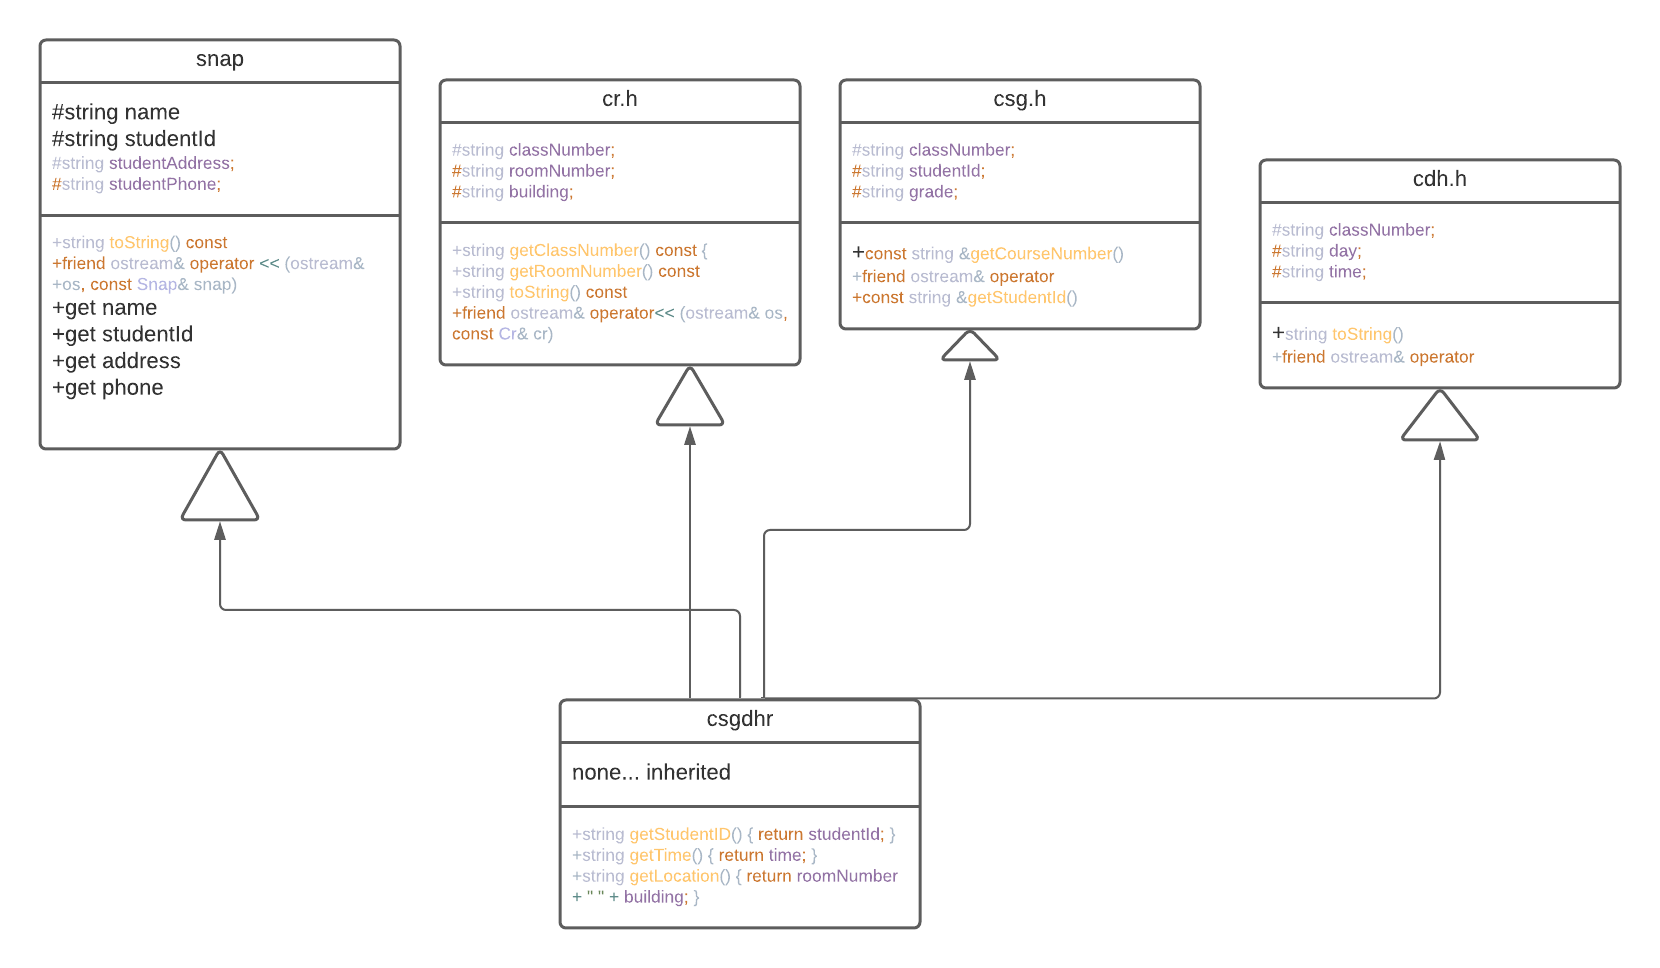 snap
#string name
#string studentId
#string studentAddress;
#string studentPhone;
+string toString() const
+friend ostream& operator << (ostream&
+os, const Snap& snap)
+get name
+get studentId
+get address
+get phone
cr.h
#string classNumber;
#string roomNumber;
#string building;
+string getClassNumber() const {
+string getRoomNumber() const
+string toString() const
+friend ostream& operator<< (ostream& os,
const Cr& cr)
csg.h
#string classNumber;
#string studentId;
#string grade;
+const string &getCourseNumber()
+friend ostream& operator
+const string &getStudentId()
cdh.h
#string classNumber;
#string day;
#string time;
+string toString()
+friend ostream& operator
csgdhr
none... inherited
+string getStudentID() { return studentId; }
+string getTime() { return time; }
+string getLocation() { return roomNumber
+ " " + building; }